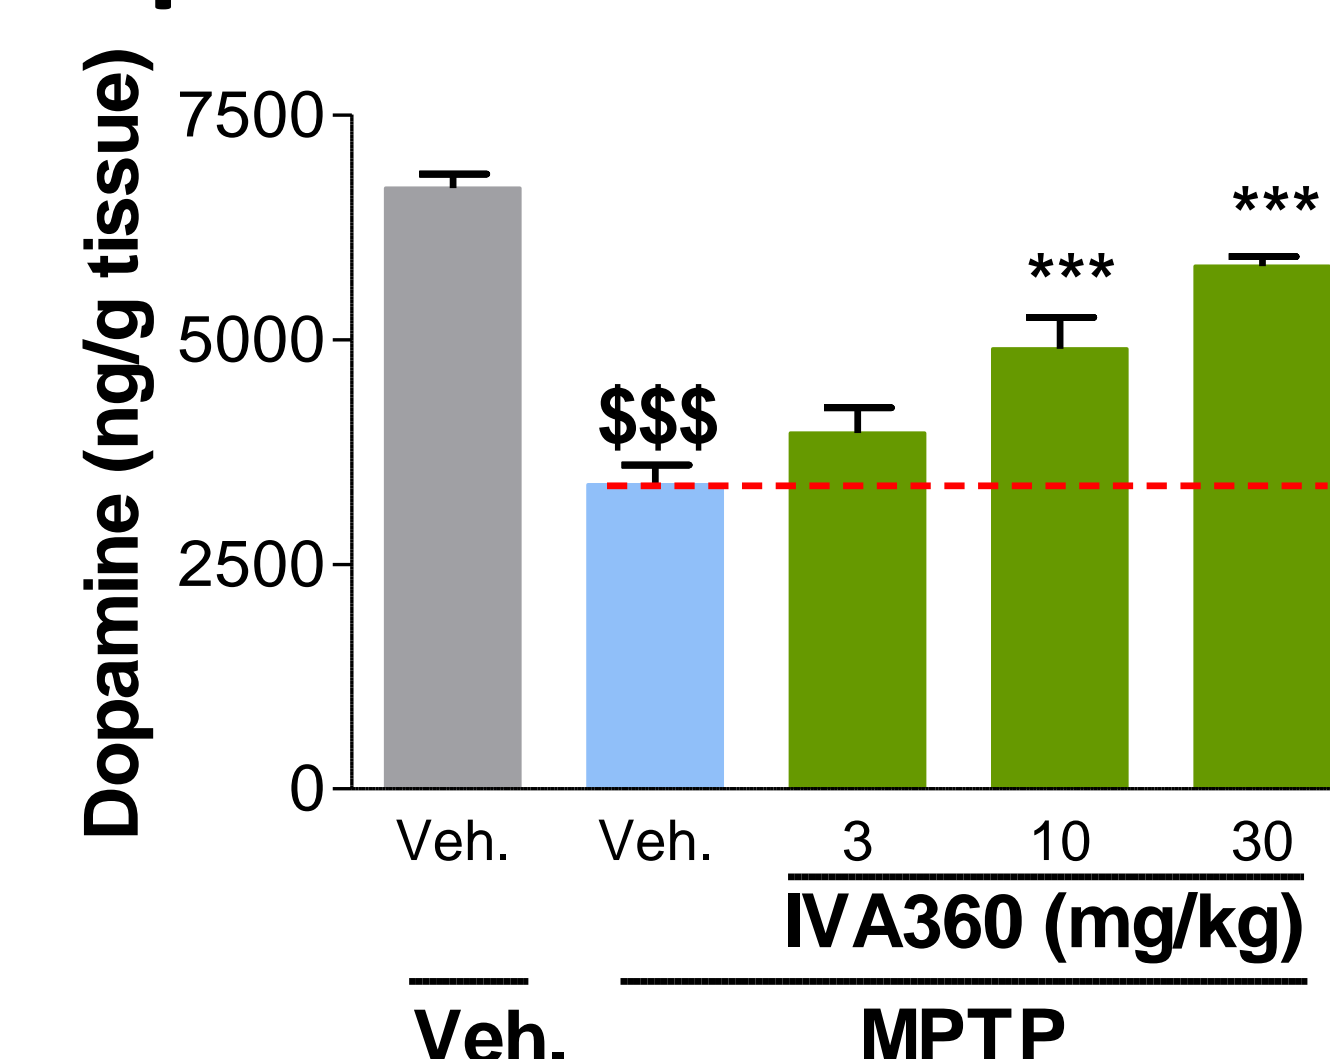 Dopamine (ng/g tissue)
7500
5000
2500
0
$$$
***
***
Veh. Veh. 3 10 30
IVA360 (mg/kg)
Veh. MPTP